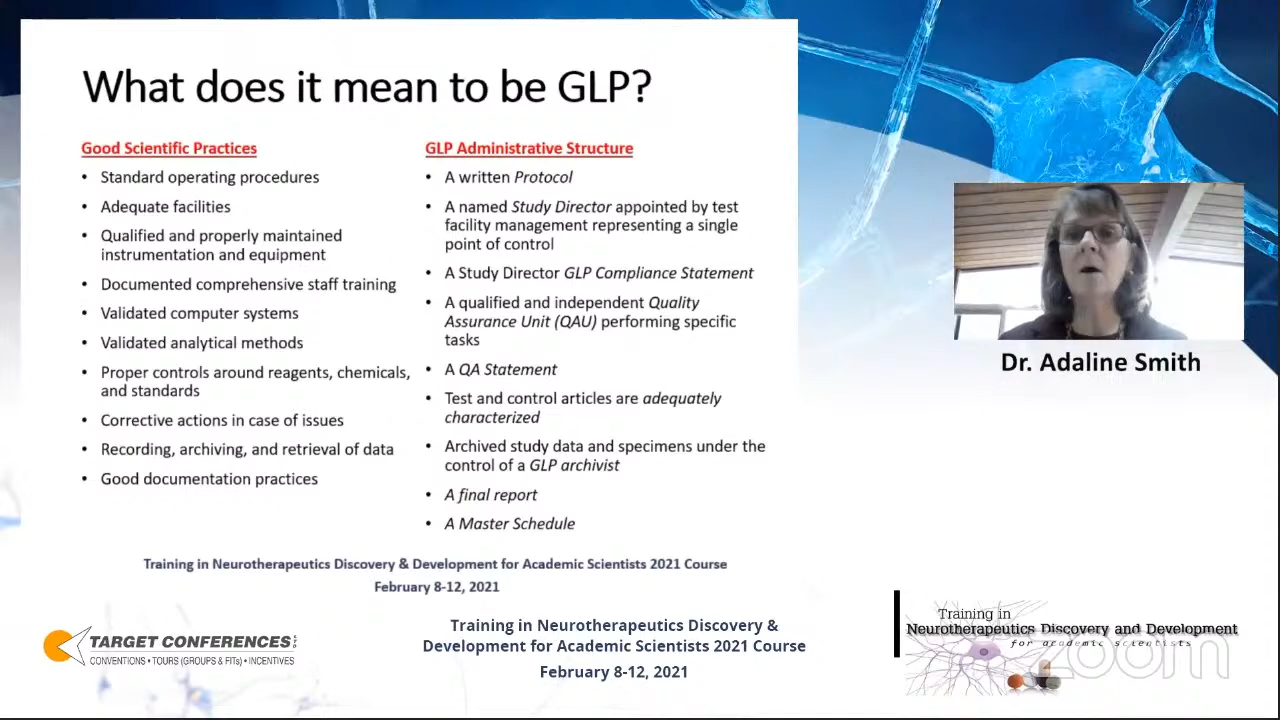 What does it mean to be GLP?
Good Scientific Practices
• Standard operating procedures
• Adequate facilities
• Qualified and properly maintained
instrumentation and equipment
• Documented comprehensive staff training
• Validated computer systems
• Validated analytical methods
• Proper controls around reagents, chemicals,
and standards
• Corrective actions in case of issues
• Recording, archiving, and retrieval of data
• Good documentation practices
GLP Administrative Structure
• A written Protocol
• A named Study Director appointed by test
facility management representing a single
point of control
• A Study Director GLP Compliance Statement
• A qualified and independent Quality
Assurance Unit (QAU) performing specific
tasks
• A QA Statement
• Test and control articles are adequately
characterized
• Archived study data and specimens under the
control of a GLP archivist
• A final report
• A Master Schedule
Training in Neurotherapeutics Discovery & Development for Academic Scientists 2021 Course
February 8-12, 2021
Dr. Adaline Smith
TARGET CONFERENCES
CONVENTIONS • TOURS (GROUPS & FITs) • INCENTIVES
Training in Neurotherapeutics Discovery &
Development for Academic Scientists 2021 Course
February 8-12, 2021
Training in
Neurotherapeutics Discovery and Development
for academic scientists
zoom